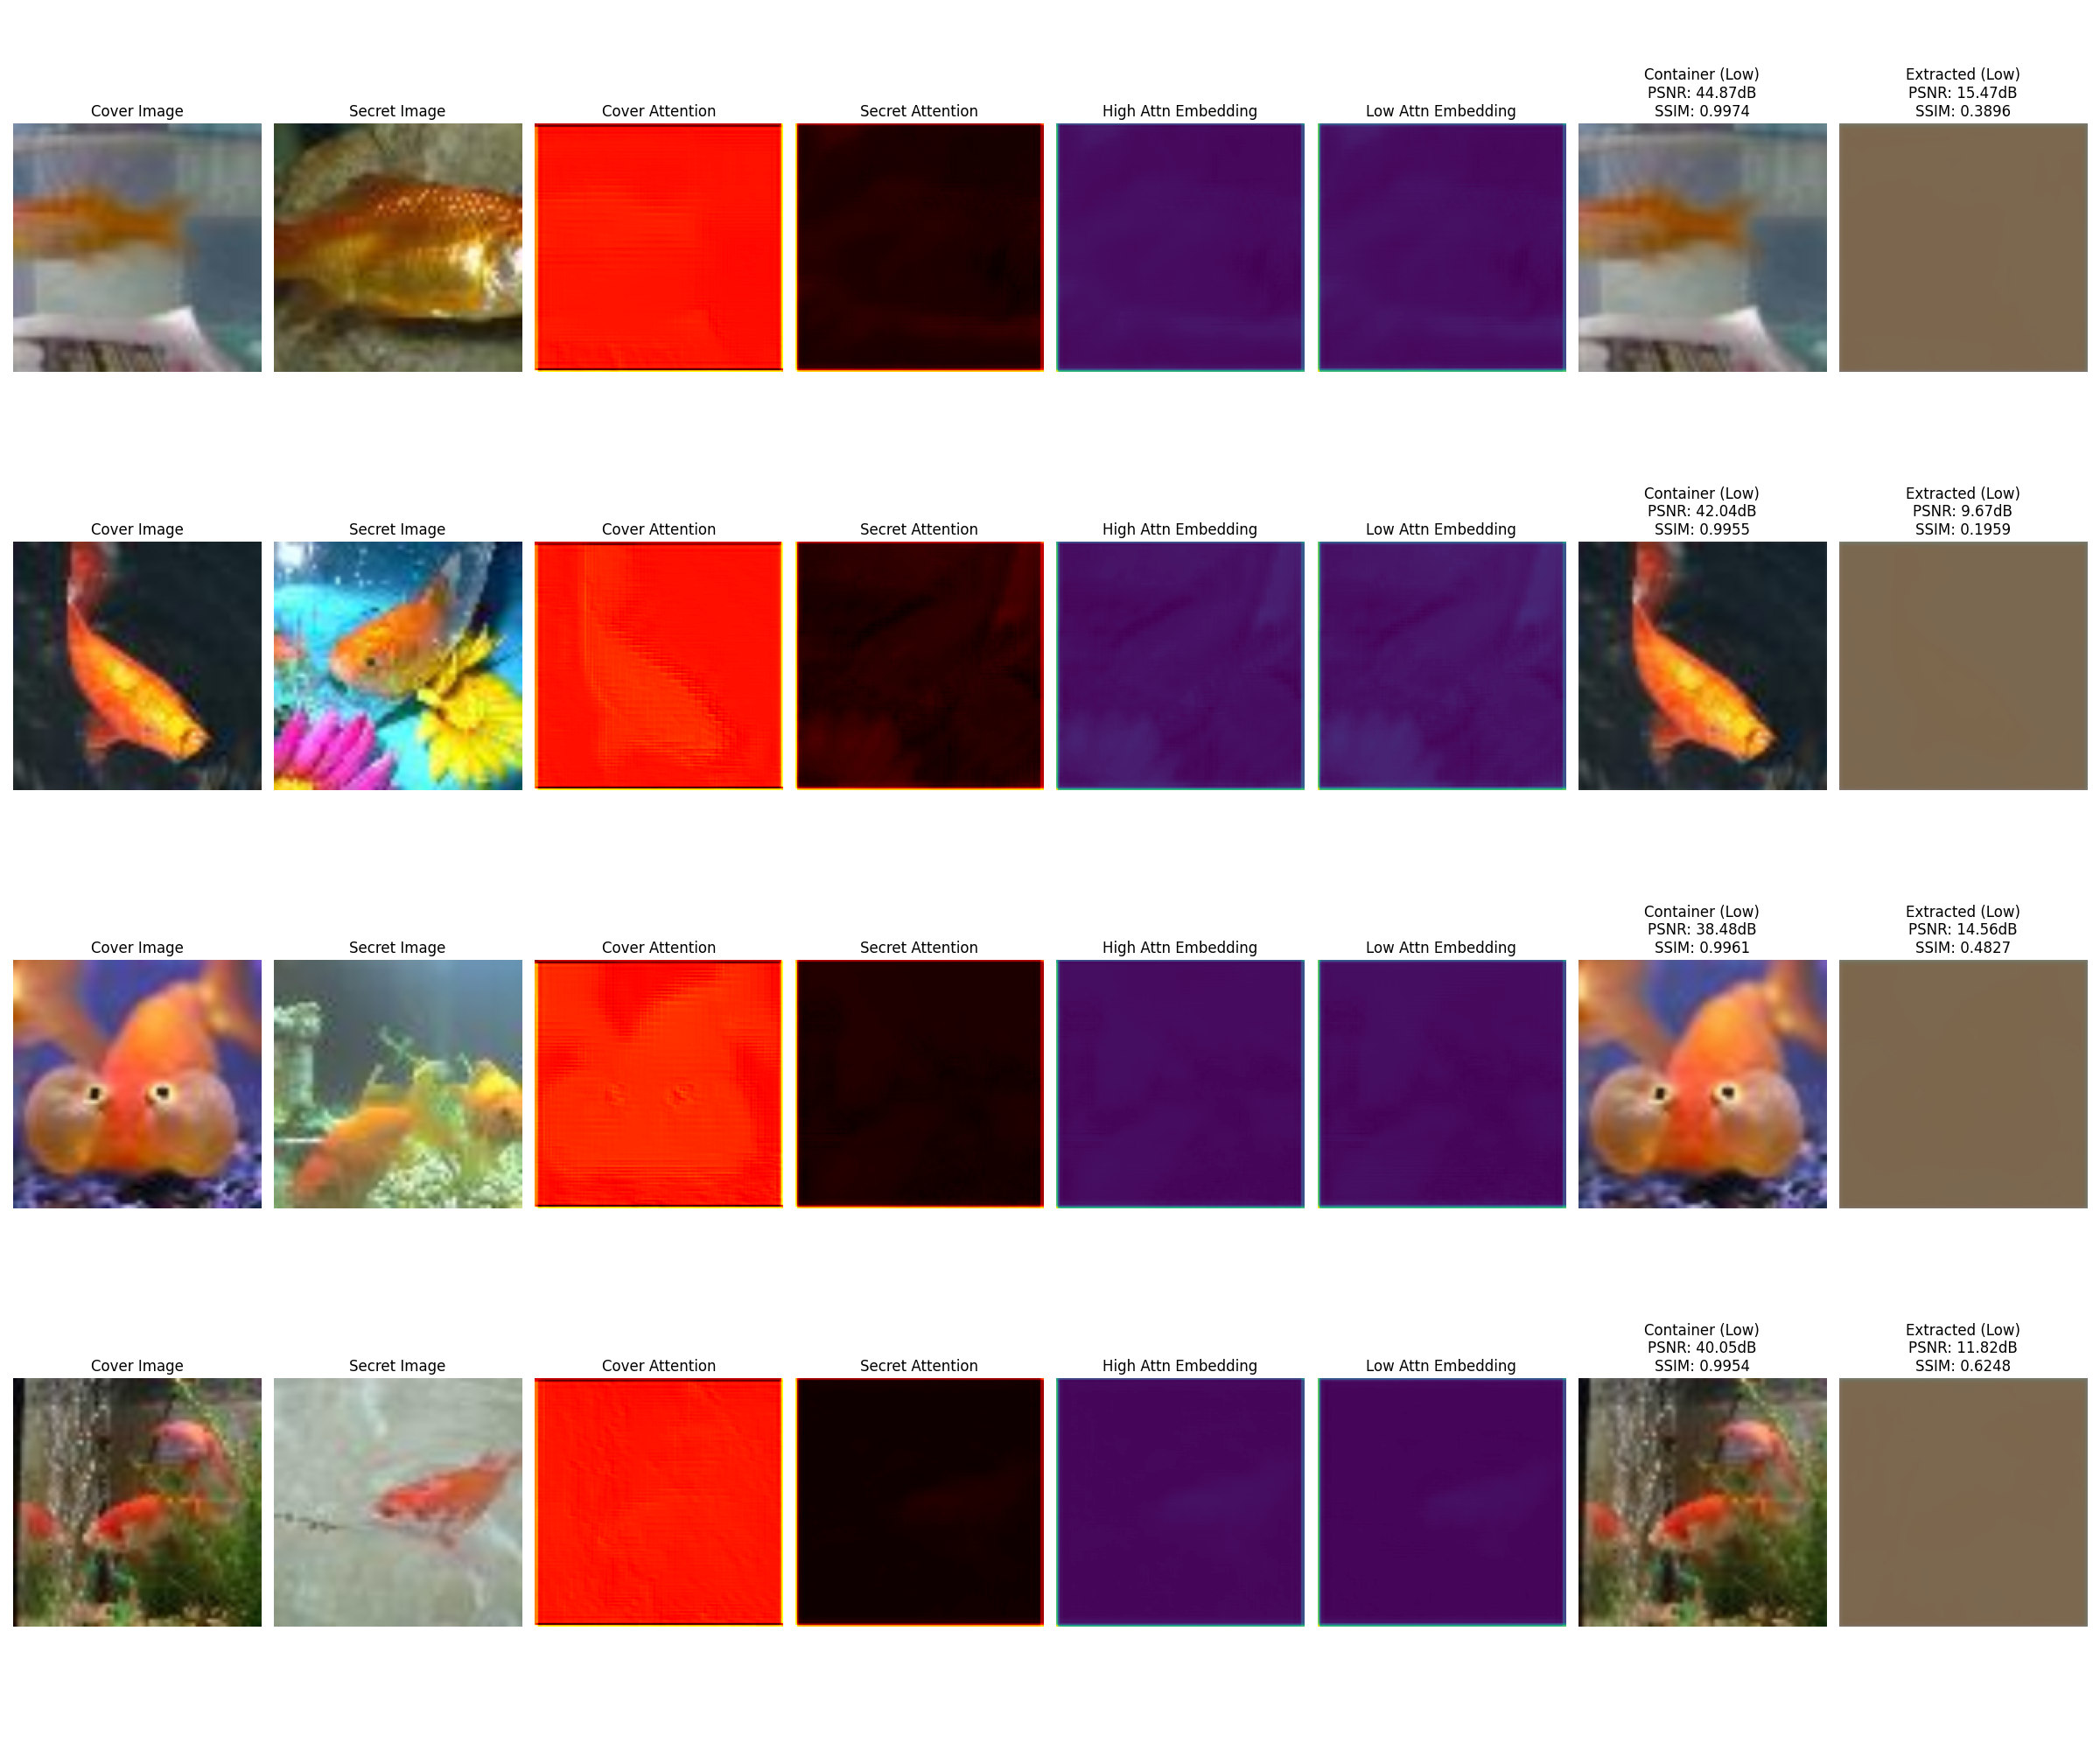 Cover Image
Secret Image
Cover Attention
Secret Attention
High Attn Embedding
Low Attn Embedding
Container (Low)
PSNR: 44.87dB
SSIM: 0.9974
Extracted (Low)
PSNR: 15.47dB
SSIM: 0.3896
Cover Image
Secret Image
Cover Attention
Secret Attention
High Attn Embedding
Low Attn Embedding
Container (Low)
PSNR: 42.04dB
SSIM: 0.9955
Extracted (Low)
PSNR: 9.67dB
SSIM: 0.1959
Cover Image
Secret Image
Cover Attention
Secret Attention
High Attn Embedding
Low Attn Embedding
Container (Low)
PSNR: 38.48dB
SSIM: 0.9961
Extracted (Low)
PSNR: 14.56dB
SSIM: 0.4827
Cover Image
Secret Image
Cover Attention
Secret Attention
High Attn Embedding
Low Attn Embedding
Container (Low)
PSNR: 40.05dB
SSIM: 0.9954
Extracted (Low)
PSNR: 11.82dB
SSIM: 0.6248